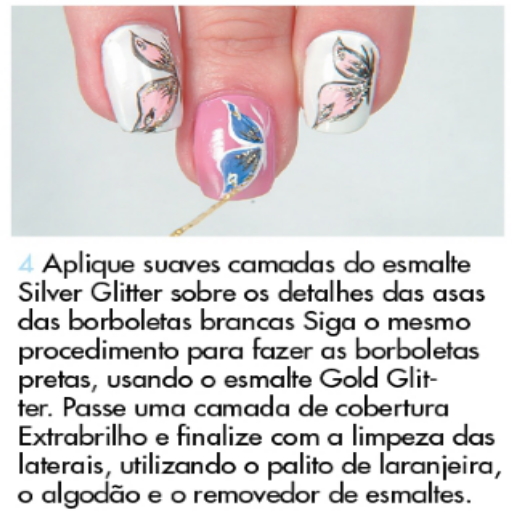 4 Aplique suaves camadas do esmalte
Silver Glitter sobre os detalhes das asas
das borboletas brancas Siga o mesmo
procedimento para fazer as borboletas
pretas, usando o esmalte Gold Glit-
ter. Passe uma camada de cobertura
Extrabrilho e finalize com a limpeza das
laterais, utilizando o palito de laranjeira,
o algodão e o removedor de esmaltes.